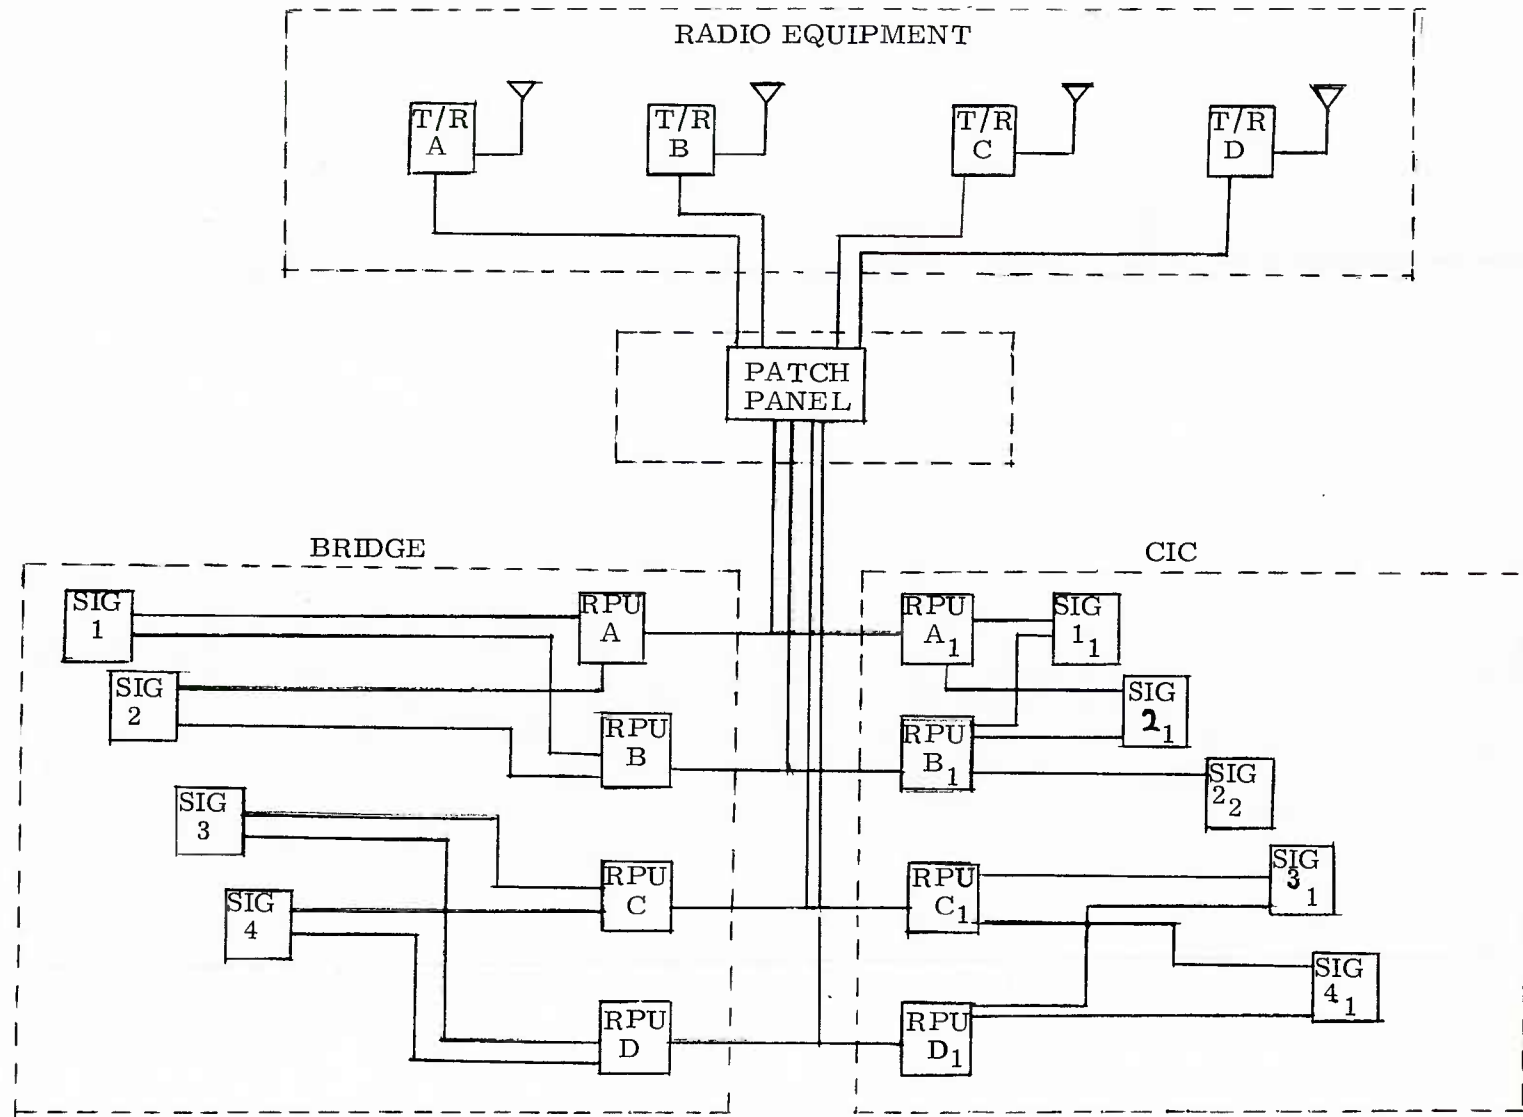 RADIO EQUIPMENT
T/R
A
T/R
B
T/R
C
T/R
D
PATCH
PANEL
BRIDGE
CIC
SIG
1
RPU
A
RPU
A1
SIG
11
SIG
2
SIG
21
RPU
B
RPU
B1
SIG
22
SIG
3
RPU
C
RPU
C1
SIG
31
SIG
4
SIG
41
RPU
D
RPU
D1